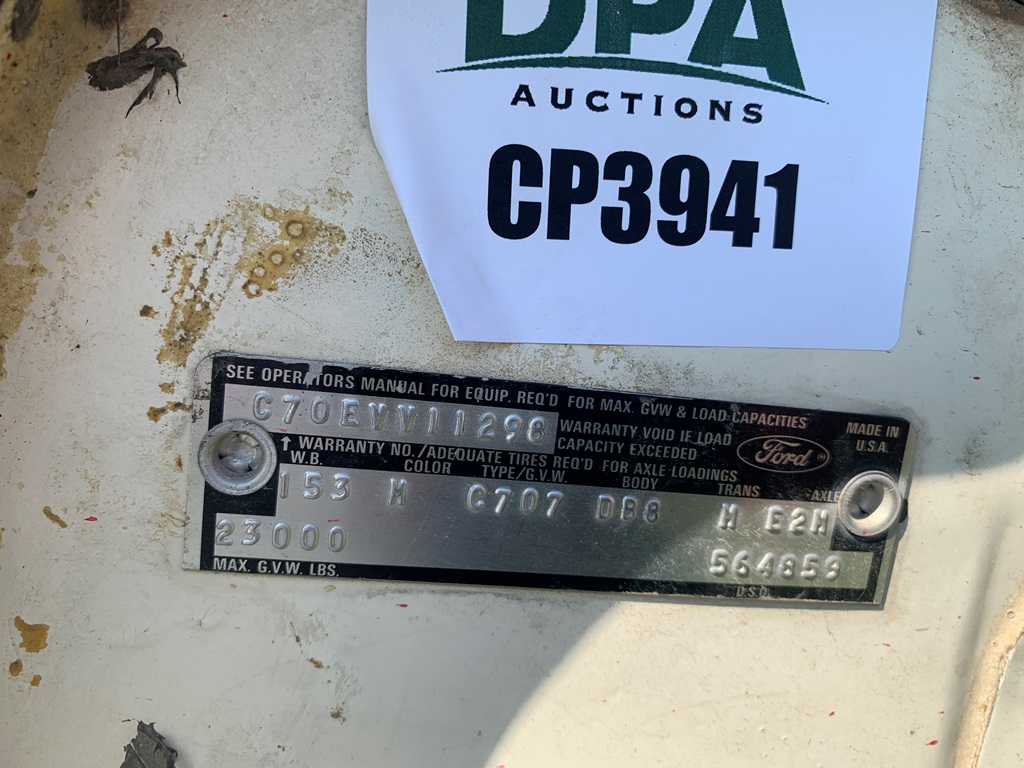 DPA
AUCTIONS
CP3941
SEE OPERATORS MANUAL FOR EQUIP. REQ'D FOR MAX. GVW & LOAD CAPACITIES
C70EVV11298 WARRANTY VOID IF LOAD CAPACITY EXCEEDED
Ford
MADE IN
U.S.A.
↑ WARRANTY NO./ADEQUATE TIRES REQ'D FOR AXLE LOADINGS
W.B. COLOR TYPE/G.V.W. BODY TRANS AXLE
153 M C707 DB8 M E2M
23000 564859
MAX. G.V.W. LBS. D.S.O.